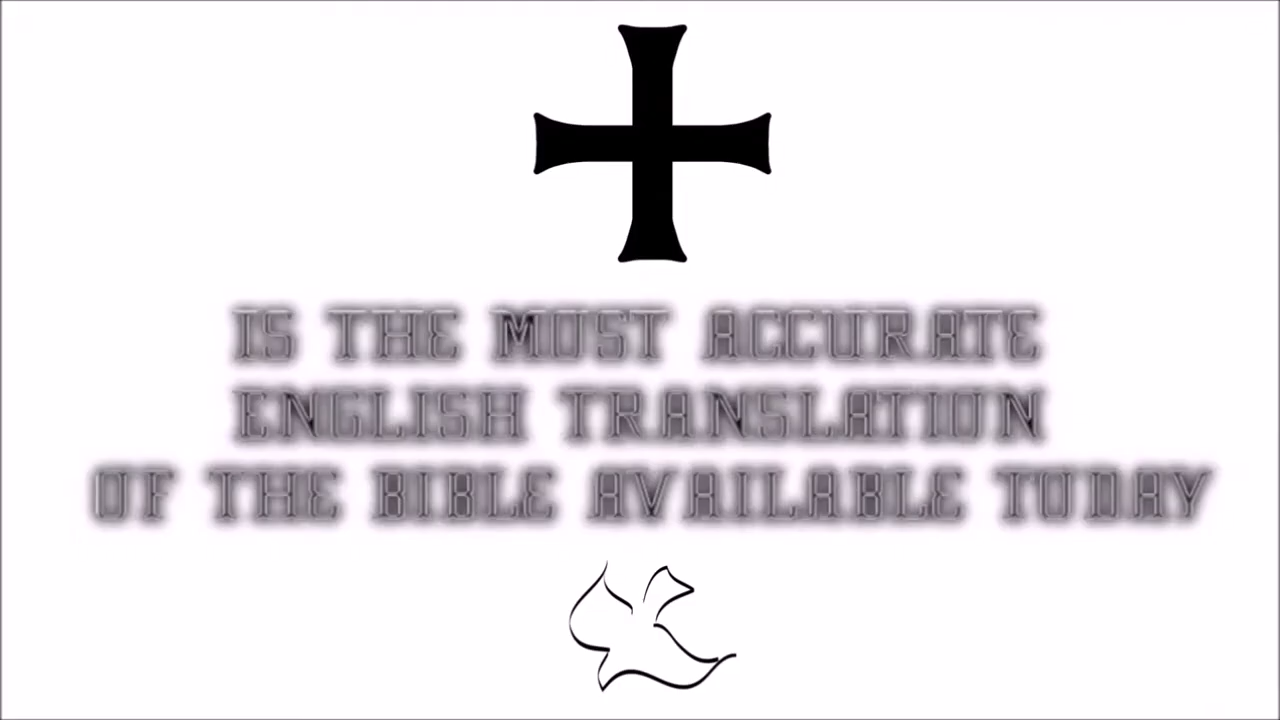 IS THE MOST ACCURATE
ENGLISH TRANSLATION
OF THE BIBLE AVAILABLE TODAY